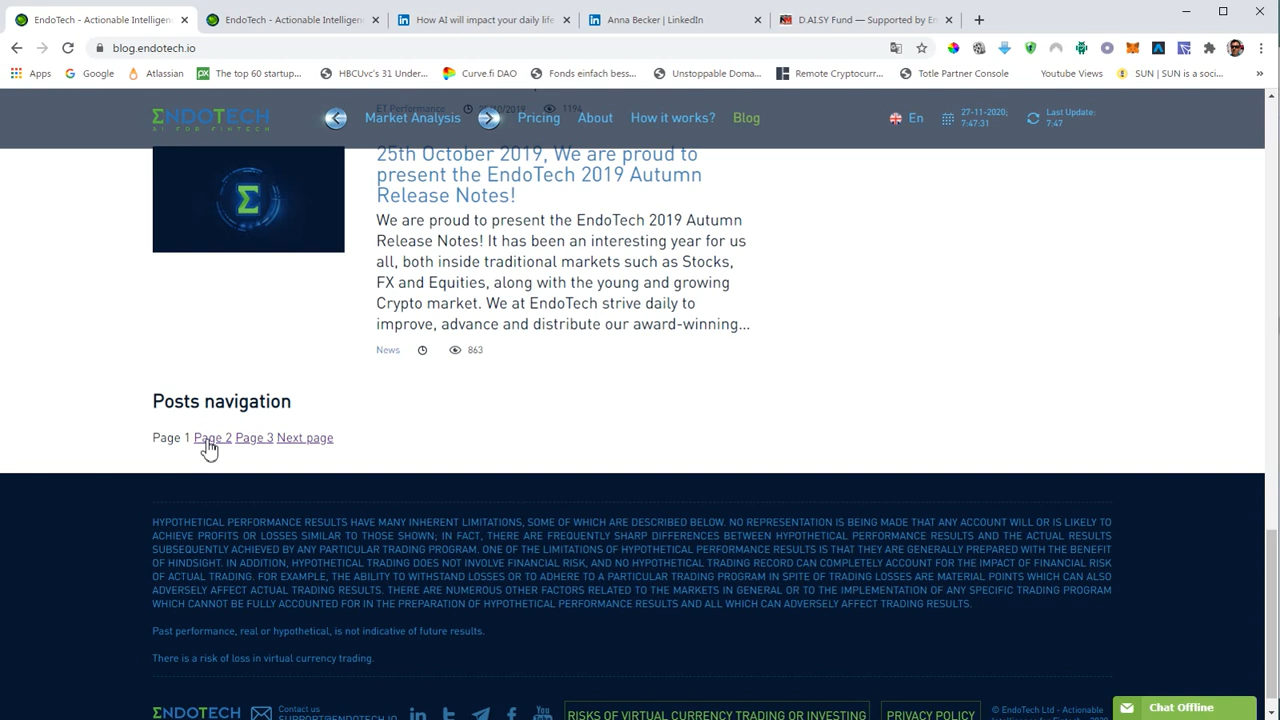 EndoTech - Actionable Intelligenc
EndoTech - Actionable Intelligenc
How AI will impact your daily life
Anna Becker | LinkedIn
D.AI.SY Fund — Supported by En
blog.endotech.io
Apps
Google
Atlassian
The top 60 startup...
HBCUvc's 31 Under...
Curve.fi DAO
Fonds einfach bess...
Unstoppable Doma...
Remote Cryptocurr...
Totle Partner Console
Youtube Views
SUN | SUN is a soci...
ET Performance
1194
ENDOTECH
AI FOR FINTECH
Market Analysis
Pricing
About
How it works?
Blog
En
27-11-2020;
7:47:31
Last Update:
7:47
25th October 2019, We are proud to
present the EndoTech 2019 Autumn
Release Notes!
We are proud to present the EndoTech 2019 Autumn
Release Notes! It has been an interesting year for us
all, both inside traditional markets such as Stocks,
FX and Equities, along with the young and growing
Crypto market. We at EndoTech strive daily to
improve, advance and distribute our award-winning...
News
863
Posts navigation
Page 1 Page 2 Page 3 Next page
HYPOTHETICAL PERFORMANCE RESULTS HAVE MANY INHERENT LIMITATIONS, SOME OF WHICH ARE DESCRIBED BELOW. NO REPRESENTATION IS BEING MADE THAT ANY ACCOUNT WILL OR IS LIKELY TO
ACHIEVE PROFITS OR LOSSES SIMILAR TO THOSE SHOWN; IN FACT, THERE ARE FREQUENTLY SHARP DIFFERENCES BETWEEN HYPOTHETICAL PERFORMANCE RESULTS AND THE ACTUAL RESULTS
SUBSEQUENTLY ACHIEVED BY ANY PARTICULAR TRADING PROGRAM. ONE OF THE LIMITATIONS OF HYPOTHETICAL PERFORMANCE RESULTS IS THAT THEY ARE GENERALLY PREPARED WITH THE BENEFIT
OF HINDSIGHT. IN ADDITION, HYPOTHETICAL TRADING DOES NOT INVOLVE FINANCIAL RISK, AND NO HYPOTHETICAL TRADING RECORD CAN COMPLETELY ACCOUNT FOR THE IMPACT OF FINANCIAL RISK
OF ACTUAL TRADING. FOR EXAMPLE, THE ABILITY TO WITHSTAND LOSSES OR TO ADHERE TO A PARTICULAR TRADING PROGRAM IN SPITE OF TRADING LOSSES ARE MATERIAL POINTS WHICH CAN ALSO
ADVERSELY AFFECT ACTUAL TRADING RESULTS. THERE ARE NUMEROUS OTHER FACTORS RELATED TO THE MARKETS IN GENERAL OR TO THE IMPLEMENTATION OF ANY SPECIFIC TRADING PROGRAM
WHICH CANNOT BE FULLY ACCOUNTED FOR IN THE PREPARATION OF HYPOTHETICAL PERFORMANCE RESULTS AND ALL WHICH CAN ADVERSELY AFFECT TRADING RESULTS.
Past performance, real or hypothetical, is not indicative of future results.
There is a risk of loss in virtual currency trading.
ENDOTECH
Contact us
SUPPORT@ENDOTECH.IO
RISKS OF VIRTUAL CURRENCY TRADING OR INVESTING
PRIVACY POLICY
© EndoTech Ltd - Actionable
Chat Offline